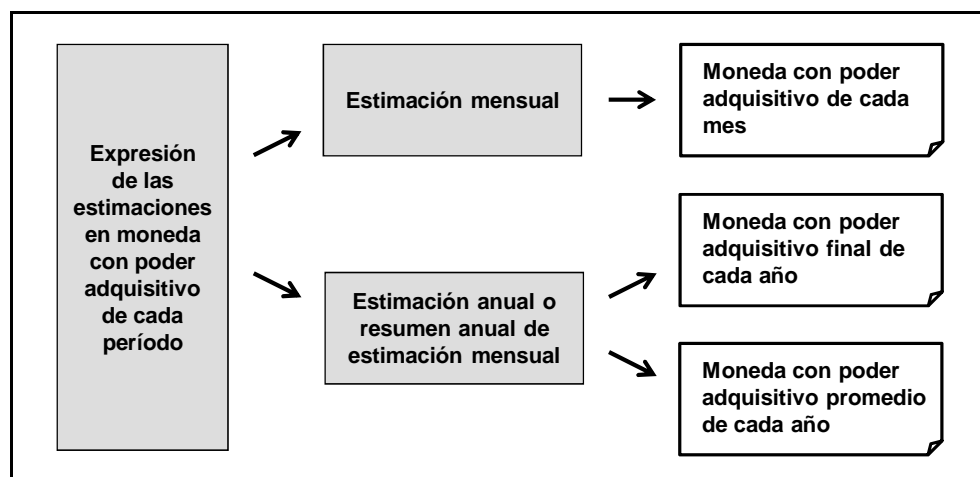 Expresión
de las
estimaciones
en moneda
con poder
adquisitivo
de cada
período
Estimación mensual
Moneda con poder
adquisitivo de cada
mes
Estimación anual o
resumen anual de
estimación mensual
Moneda con poder
adquisitivo final de
cada año
Moneda con poder
adquisitivo promedio
de cada año